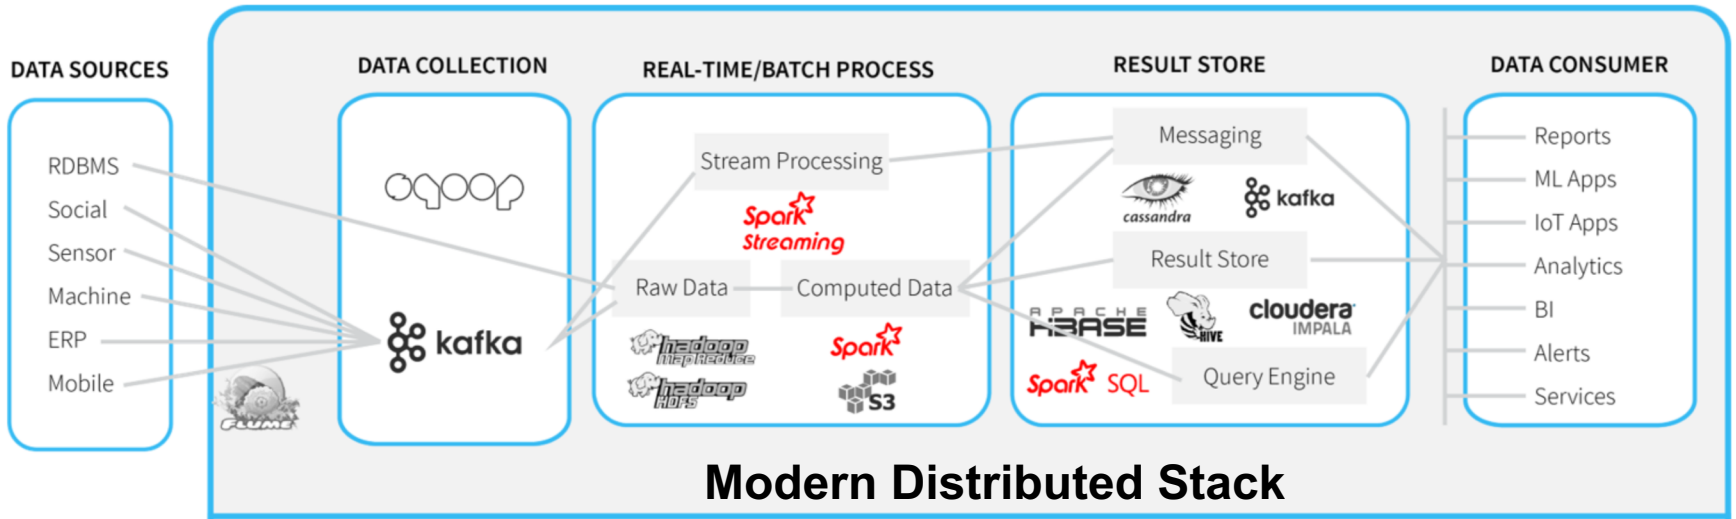 DATA SOURCES
RDBMS
Social
Sensor
Machine
ERP
Mobile
FLUME
DATA COLLECTION
sqoop
kafka
REAL-TIME/BATCH PROCESS
Stream Processing
Spark
Streaming
Raw Data
Computed Data
hadoop
Map Reduce
hadoop
HDFS
Spark
S3
RESULT STORE
Messaging
cassandra
kafka
Result Store
APACHE
HBASE
HIVE
cloudera
IMPALA
Spark SQL
Query Engine
DATA CONSUMER
Reports
ML Apps
IoT Apps
Analytics
BI
Alerts
Services
Modern Distributed Stack